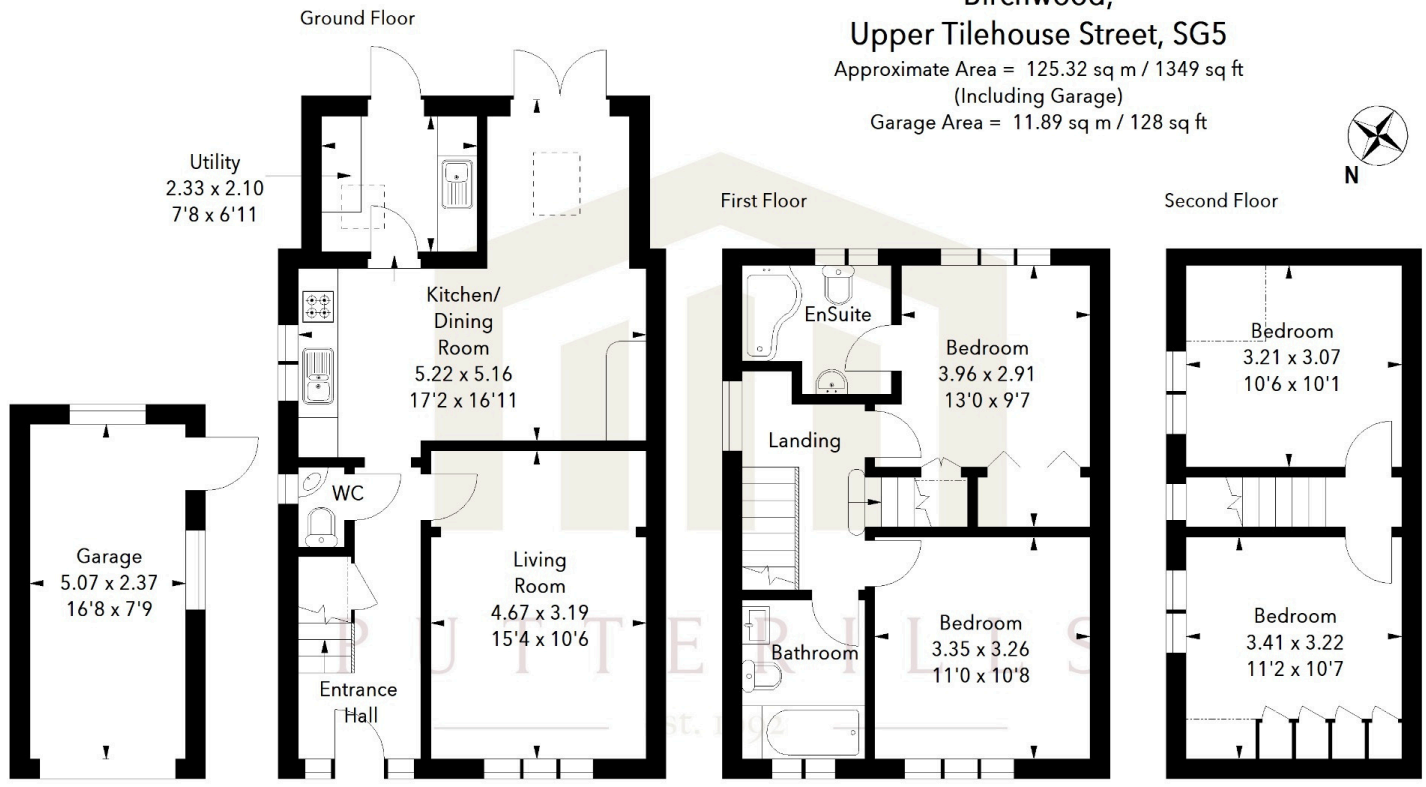 Ground Floor
Birchwood,
Upper Tilehouse Street, SG5
Approximate Area = 125.32 sq m / 1349 sq ft
(Including Garage)
Garage Area = 11.89 sq m / 128 sq ft
N
Utility
2.33 x 2.10
7'8 x 6'11
First Floor
Second Floor
Kitchen/
Dining
Room
5.22 x 5.16
17'2 x 16'11
EnSuite
Bedroom
3.96 x 2.91
13'0 x 9'7
Bedroom
3.21 x 3.07
10'6 x 10'1
Landing
WC
Garage
5.07 x 2.37
16'8 x 7'9
Living
Room
4.67 x 3.19
15'4 x 10'6
Bathroom
Bedroom
3.35 x 3.26
11'0 x 10'8
Bedroom
3.41 x 3.22
11'2 x 10'7
Entrance
Hall
PUTTERILLS
Est. 1992